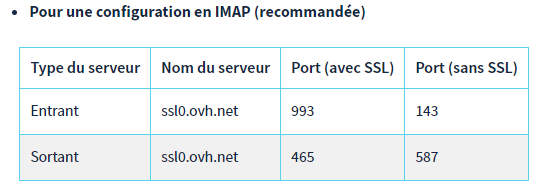 Pour une configuration en IMAP (recommandée)
Type du serveur Nom du serveur Port (avec SSL) Port (sans SSL)
Entrant ssl0.ovh.net 993 143
Sortant ssl0.ovh.net 465 587